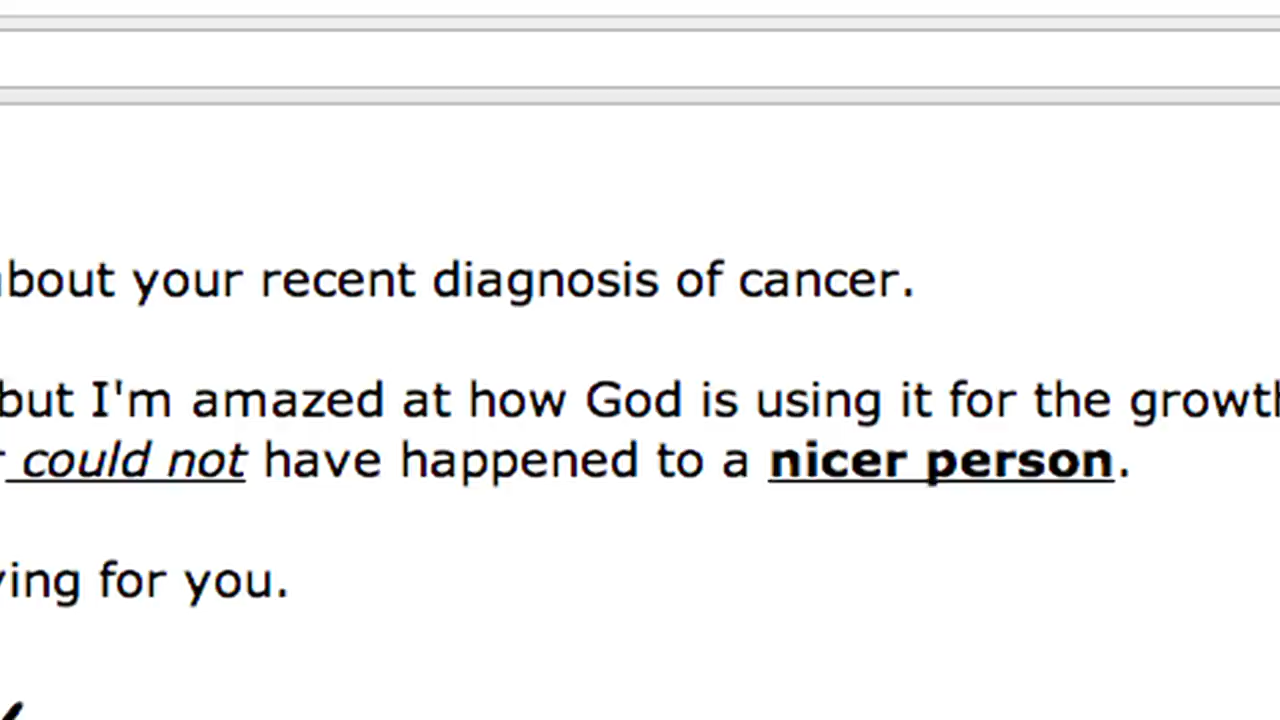 about your recent diagnosis of cancer.
but I'm amazed at how God is using it for the growth
could not have happened to a nicer person.
for you.